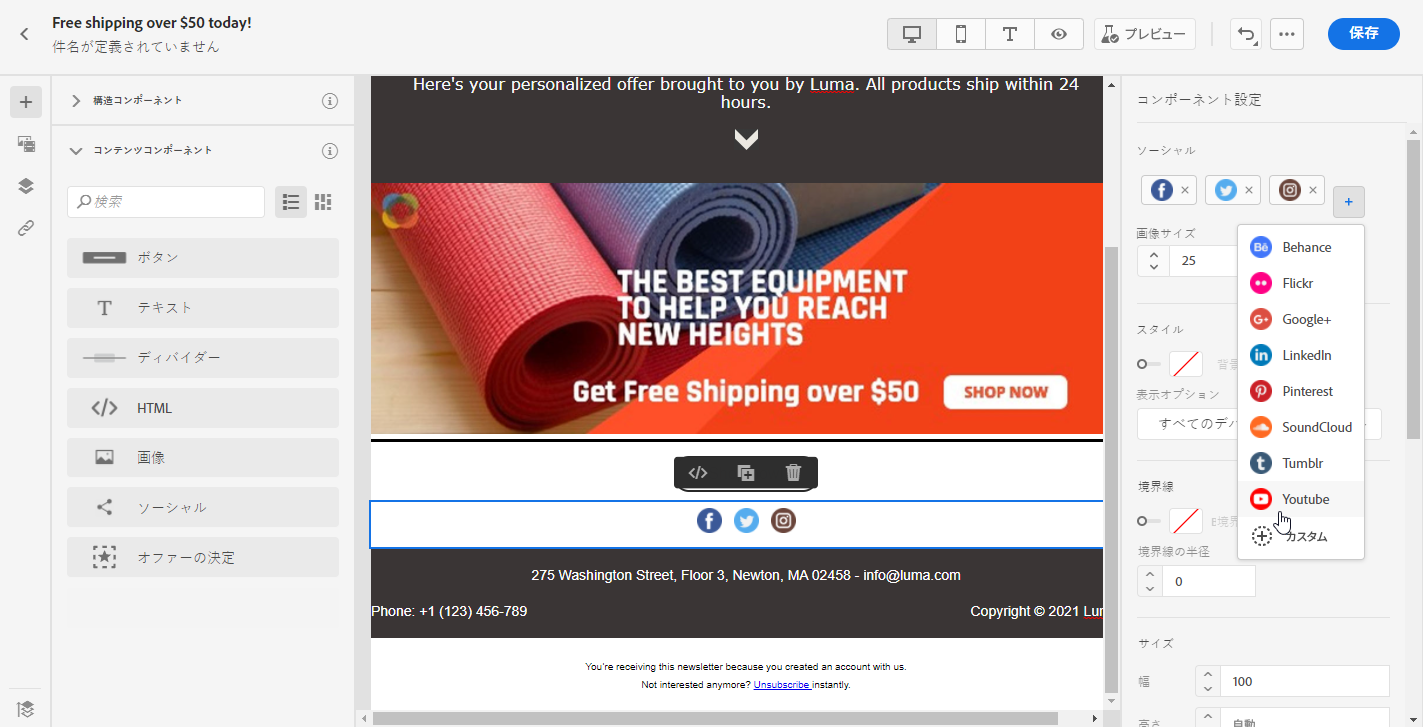 Free shipping over $50 today!
件名が定義されていません
プレビュー
保存
構造コンポーネント
コンテンツコンポーネント
検索
ボタン
テキスト
ディバイダー
HTML
画像
ソーシャル
オファーの決定
Here's your personalized offer brought to you by Luma. All products ship within 24
hours.
THE BEST EQUIPMENT
TO HELP YOU REACH
NEW HEIGHTS
Get Free Shipping over $50
SHOP NOW
275 Washington Street, Floor 3, Newton, MA 02458 - info@luma.com
Phone: +1 (123) 456-789
Copyright © 2021 Lum
You're receiving this newsletter because you created an account with us.
Not interested anymore? Unsubscribe instantly.
コンポーネント設定
ソーシャル
画像サイズ
25
スタイル
背景
表示オプション
すべてのデバ
境界線
境界
境界線の半径
0
サイズ
幅
100
高さ
自動
Behance
Flickr
Google+
LinkedIn
Pinterest
SoundCloud
Tumblr
Youtube
カスタム